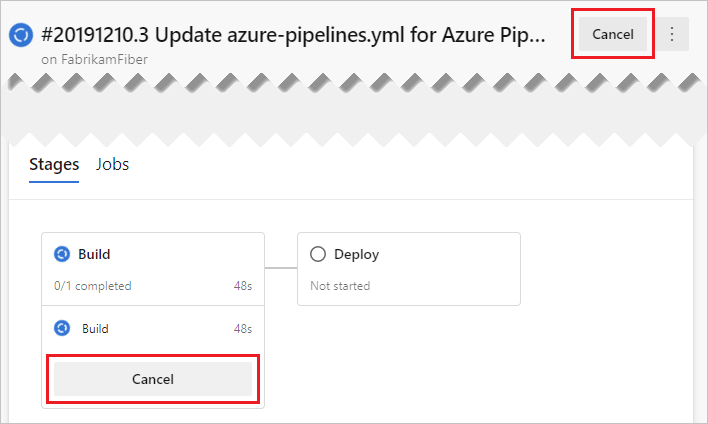 #20191210.3 Update azure-pipelines.yml for Azure Pip...
Cancel
on FabrikamFiber
Stages Jobs
Build
0/1 completed 48s
Build 48s
Cancel
Deploy
Not started